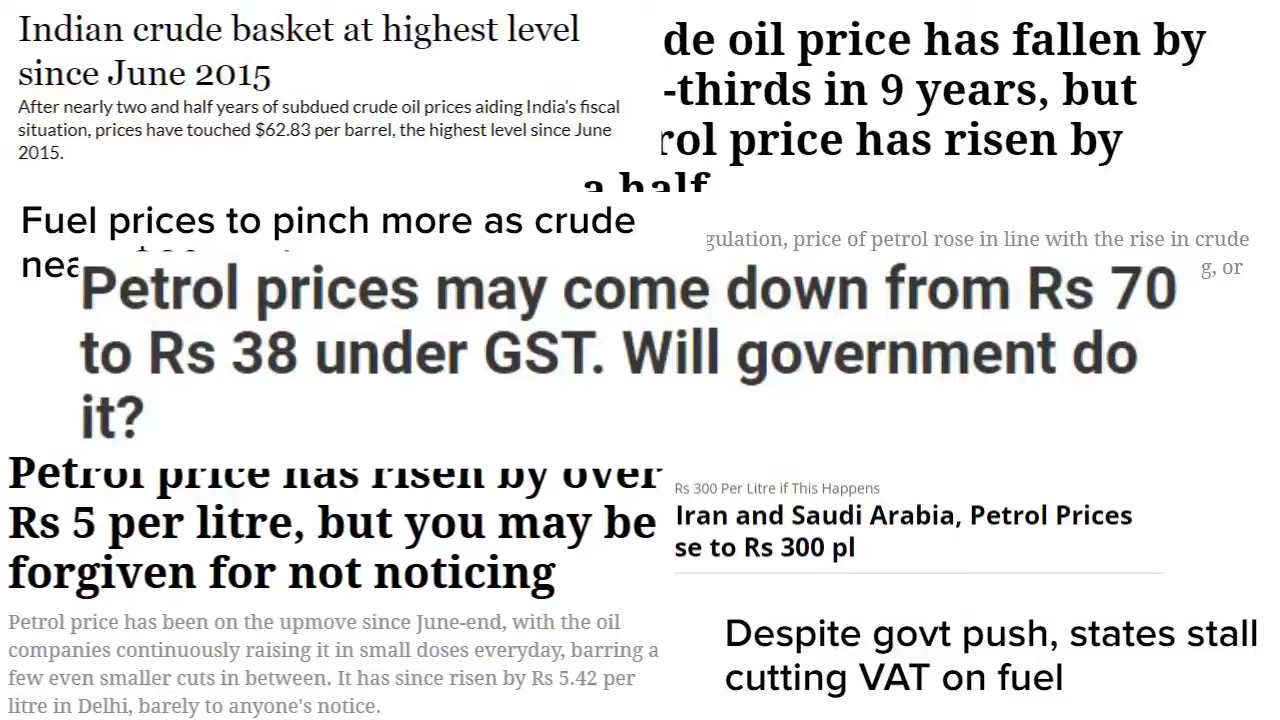 Indian crude basket at highest level
since June 2015
After nearly two and half years of subdued crude oil prices aiding India's fiscal
situation, prices have touched $62.83 per barrel, the highest level since June
2015.
de oil price has fallen by
-thirds in 9 years, but
rol price has risen by
a half
gulation, price of petrol rose in line with the rise in crude
g, or
Fuel prices to pinch more as crude
Petrol prices may come down from Rs 70
to Rs 38 under GST. Will government do
it?
Petrol price has risen by over
Rs 5 per litre, but you may be
forgiven for not noticing
Petrol price has been on the upmove since June-end, with the oil
companies continuously raising it in small doses everyday, barring a
few even smaller cuts in between. It has since risen by Rs 5.42 per
litre in Delhi, barely to anyone's notice.
Rs 300 Per Litre if This Happens
Iran and Saudi Arabia, Petrol Prices
se to Rs 300 pl
Despite govt push, states stall
cutting VAT on fuel